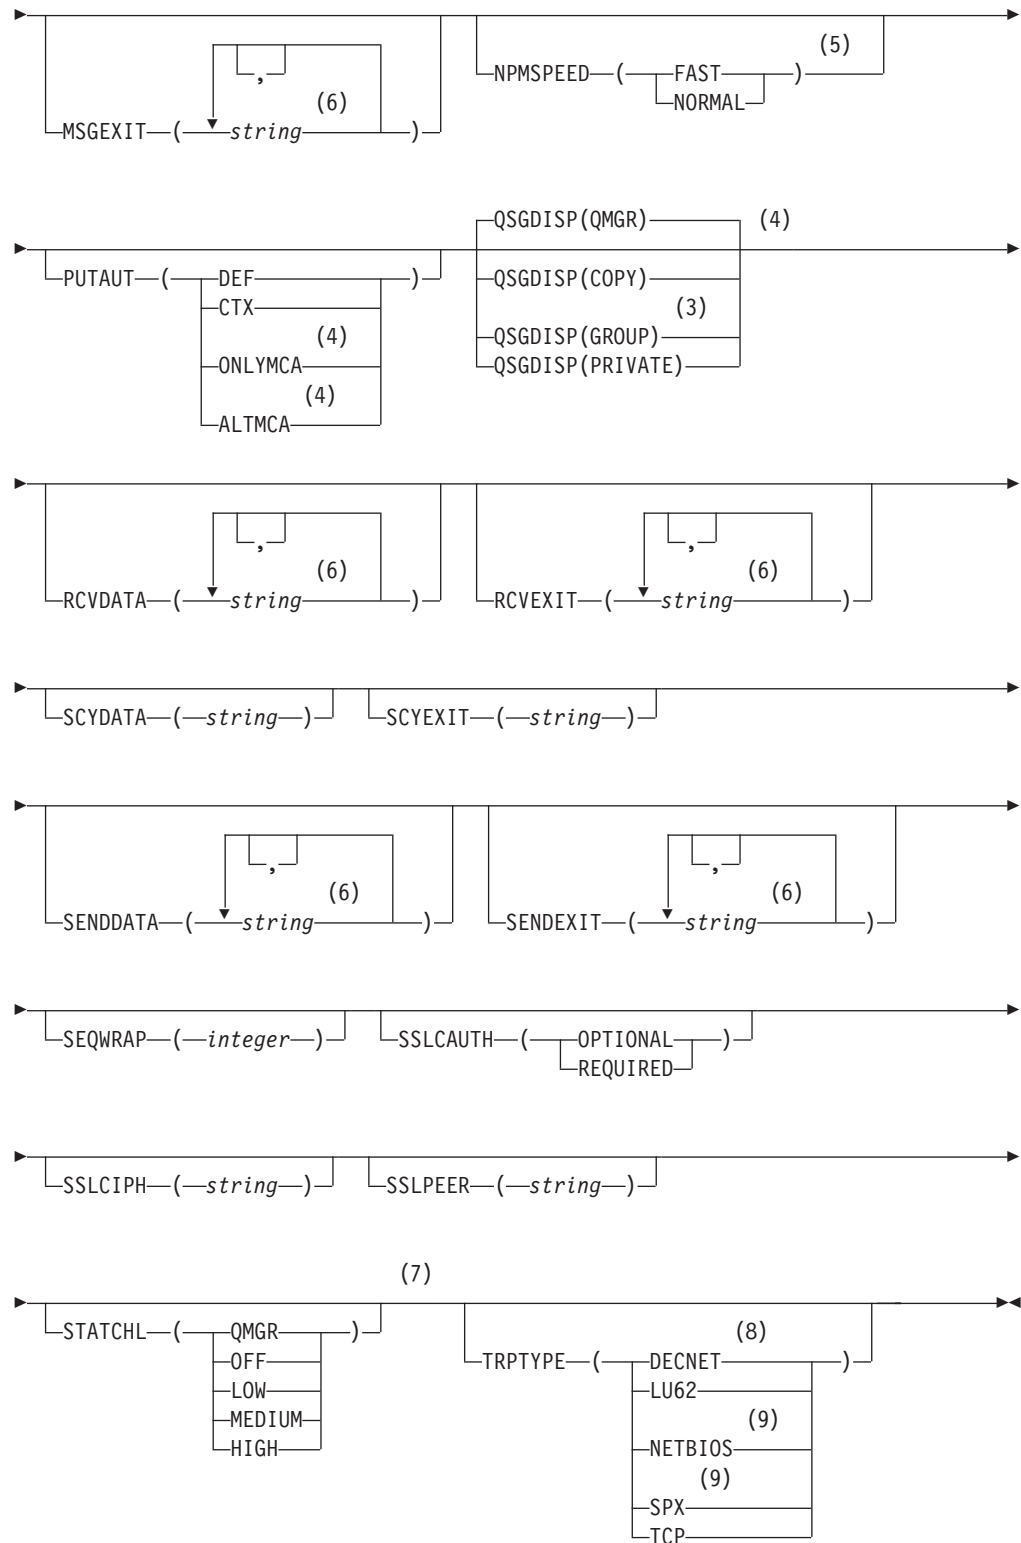 (5)
,
NPMSPEED ( FAST )
(6)
NORMAL
MSGEXIT ( string )
QSGDISP(QMGR) (4)
PUTAUT ( DEF )
QSGDISP(COPY)
CTX
(3)
(4)
QSGDISP(GROUP)
ONLYMCA
QSGDISP(PRIVATE)
(4)
ALTMCA
, ,
(6) (6)
RCVDATA ( string ) RCVEXIT ( string )
SCYDATA ( string ) SCYEXIT ( string )
, ,
(6) (6)
SENDDATA ( string ) SENDEXIT ( string )
SEQWRAP ( integer ) SSLCAUTH ( OPTIONAL )
REQUIRED
SSLCIPH ( string ) SSLPEER ( string )
(7)
STATCHL ( QMGR )
(8)
OFF
TRPTYPE ( DECNET )
LOW
LU62
MEDIUM
(9)
HIGH
NETBIOS
(9)
SPX
TCP